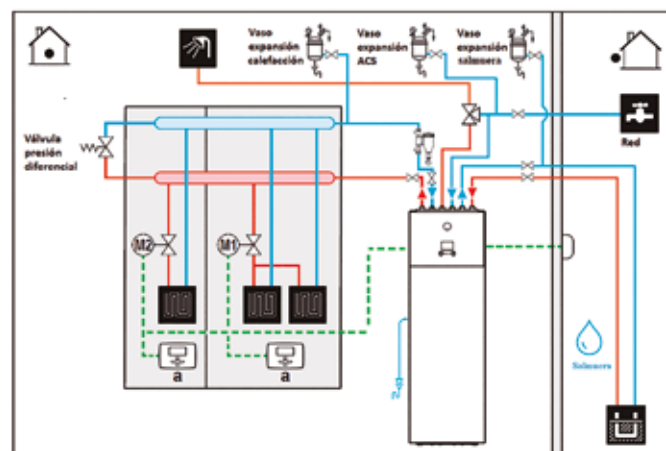 Vaso
expansión
calefacción
Vaso
expansión
ACS
Vaso
expansión
salmuera
Válvula
presión
diferencial
Red
M2
M1
a
a
Salmuera